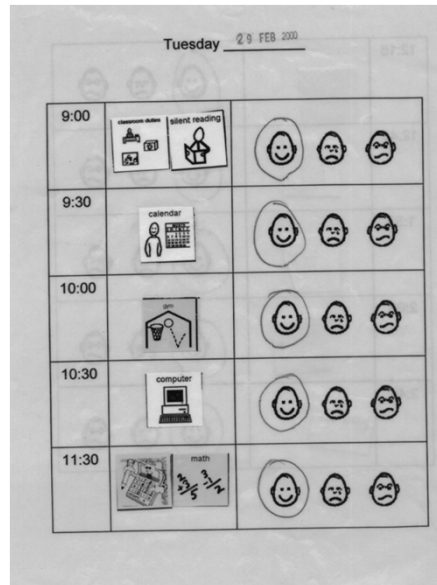 Tuesday 29 FEB 2000
9:00
classroom duties
silent reading
9:30
calendar
10:00
gym
10:30
computer
11:30
math
2 3
+3 -1
5 2